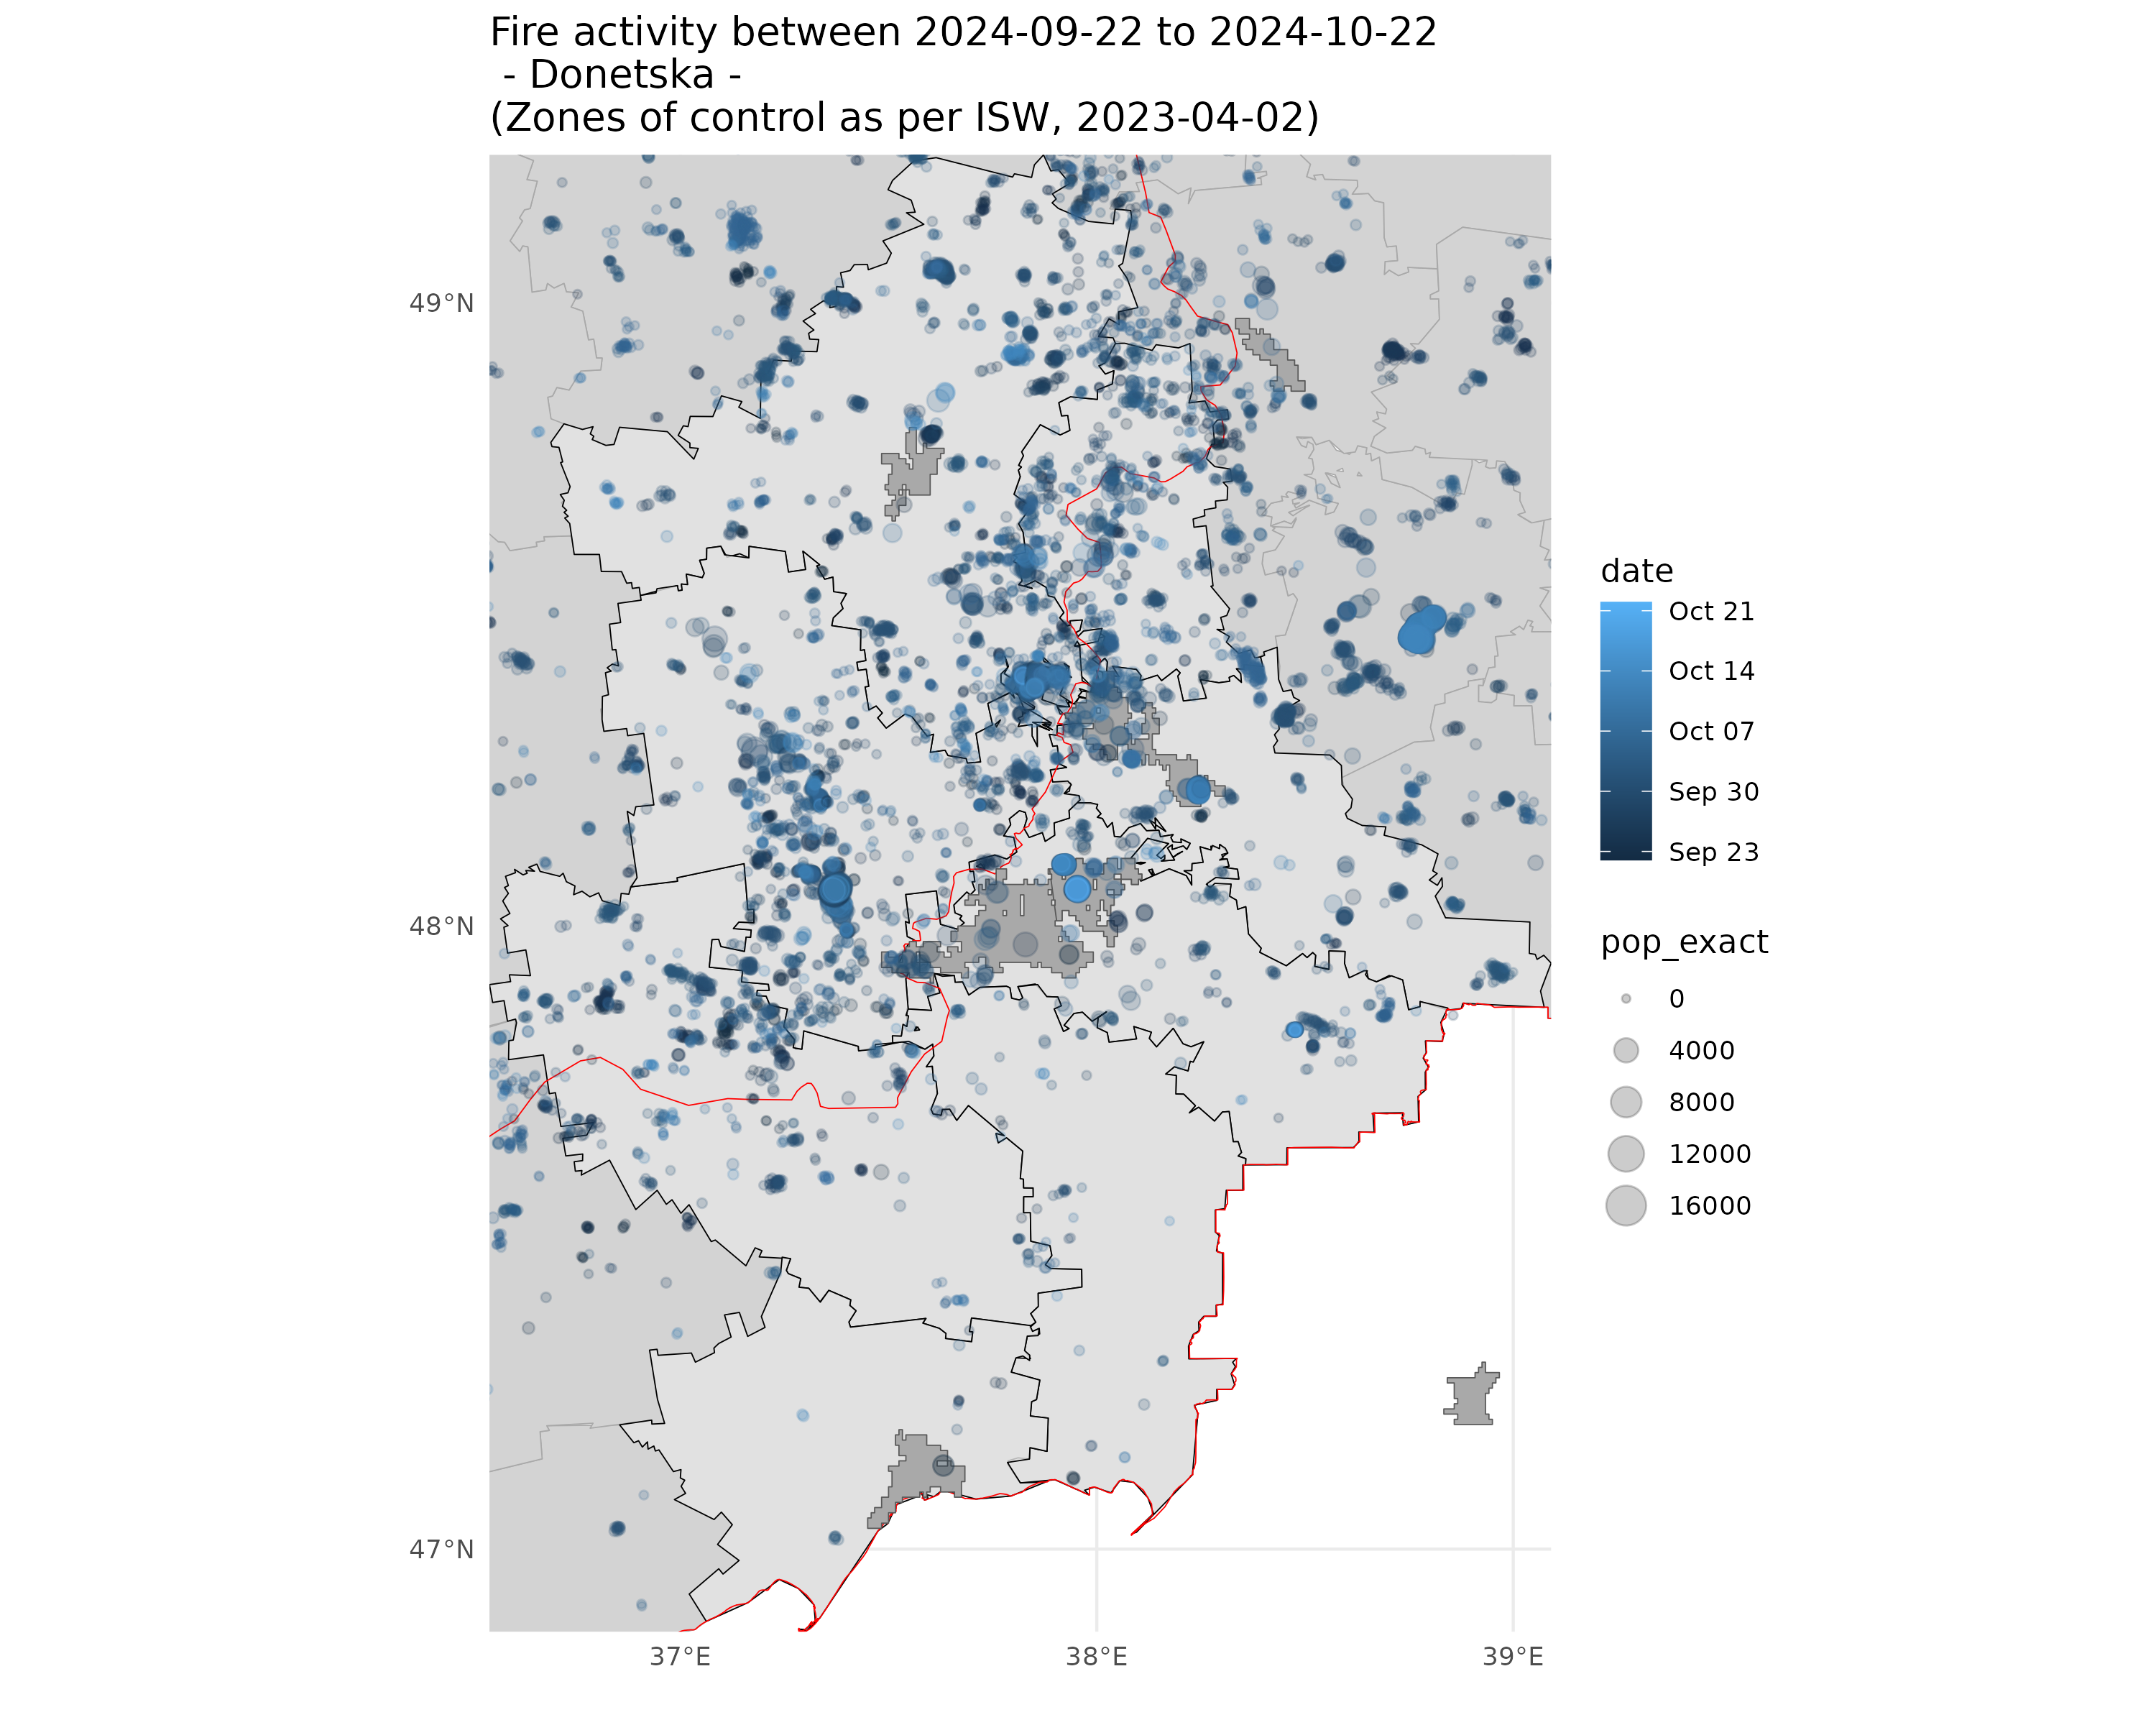 Fire activity between 2024-09-22 to 2024-10-22
- Donetska -
(Zones of control as per ISW, 2023-04-02)
49°N
48°N
47°N
37°E
38°E
39°E
date
Oct 21
Oct 14
Oct 07
Sep 30
Sep 23
pop_exact
0
4000
8000
12000
16000